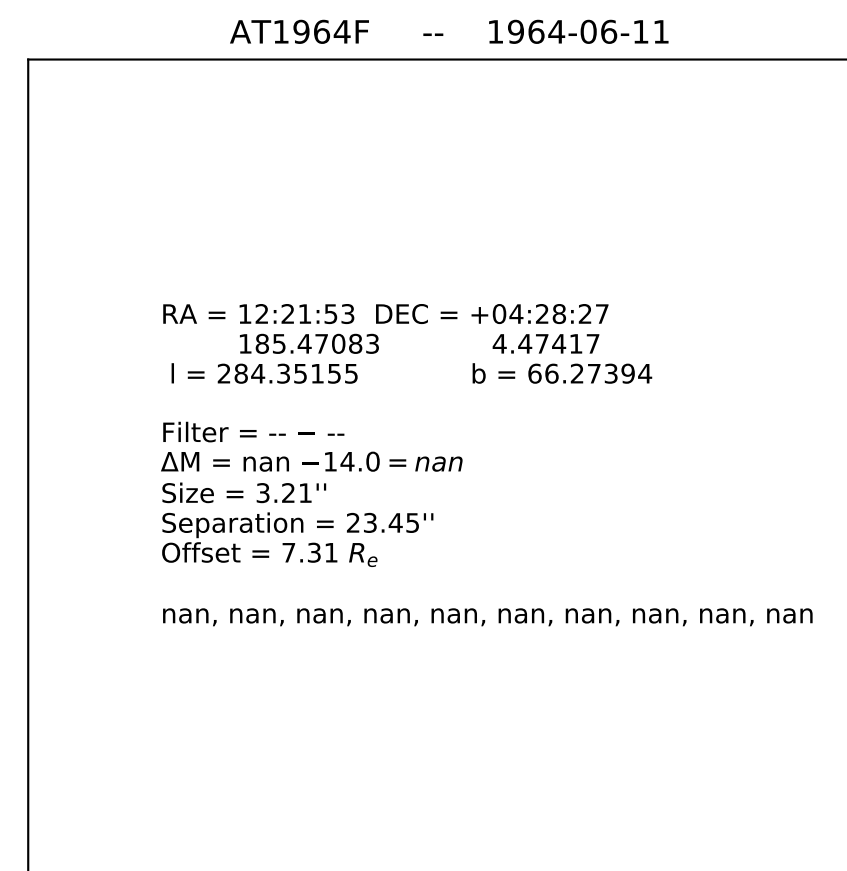 AT1964F -- 1964-06-11
RA = 12:21:53 DEC = +04:28:27
185.47083 4.47417
l = 284.35155 b = 66.27394
Filter = -- − --
ΔM = nan −14.0 = nan
Size = 3.21''
Separation = 23.45''
Offset = 7.31 Rₑ
nan, nan, nan, nan, nan, nan, nan, nan, nan, nan